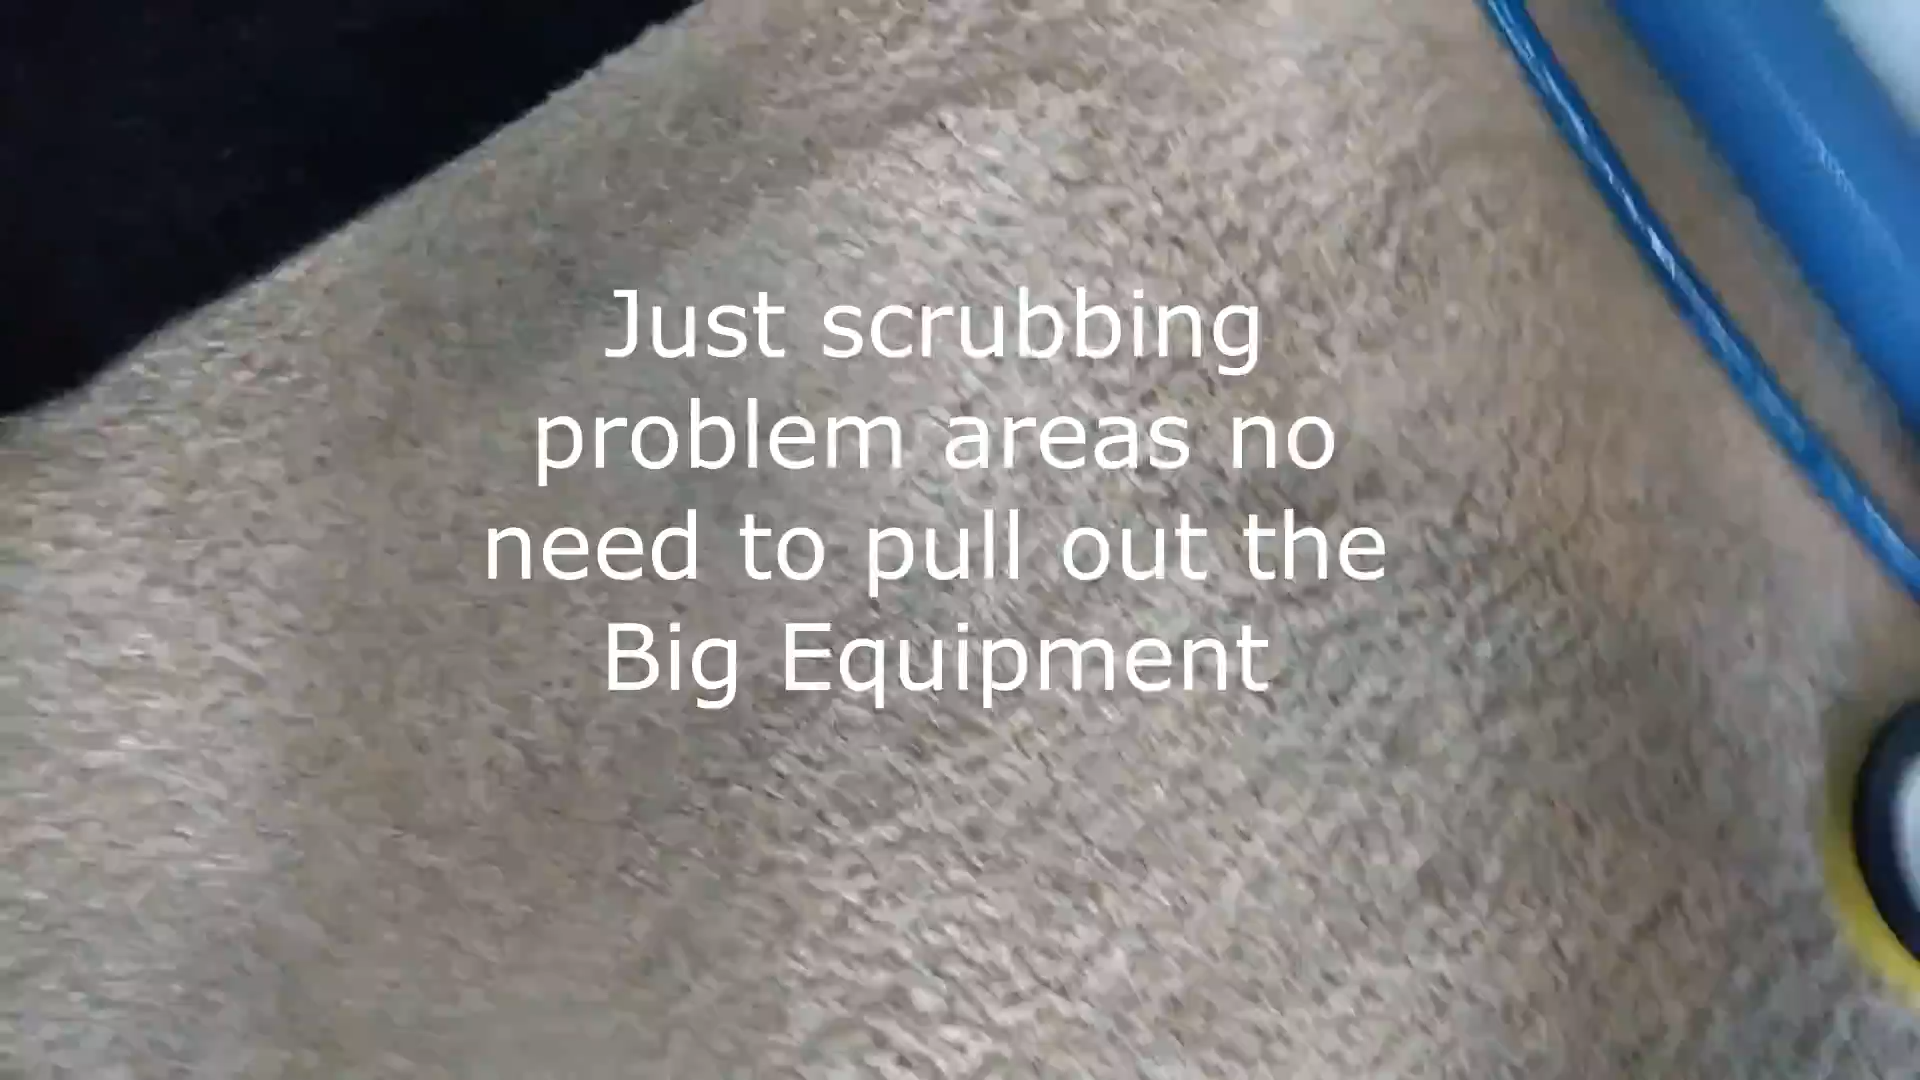 Just scrubbing
problem areas no
need to pull out the
Big Equipment